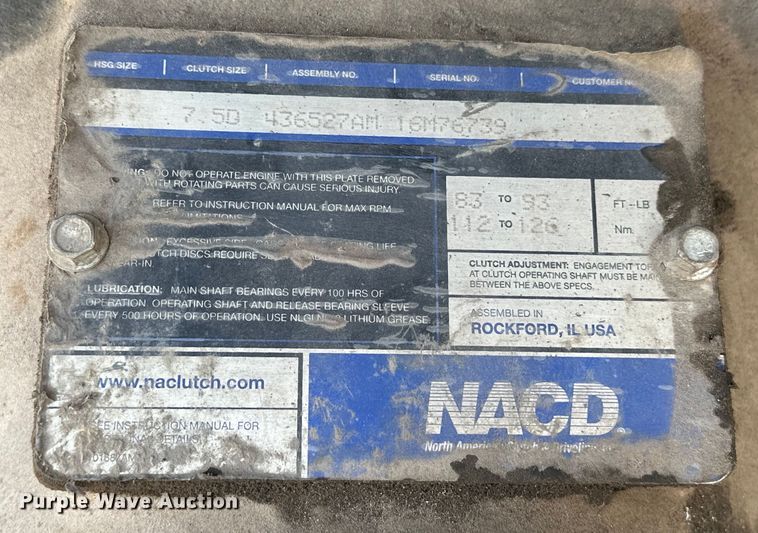 HSG SIZE CLUTCH SIZE ASSEMBLY NO. SERIAL NO. CUSTOMER
7.5D 436527AM 16M76739
DO NOT OPERATE ENGINE WITH THIS PLATE REMOVED
WITH ROTATING PARTS CAN CAUSE SERIOUS INJURY.
REFER TO INSTRUCTION MANUAL FOR MAX RPM
83 TO 93 FT-LB
112 TO 126 Nm.
DISCS REQUIRE
CLUTCH ADJUSTMENT: ENGAGEMENT
AT CLUTCH OPERATING SHAFT MUST BE
BETWEEN THE ABOVE SPECS.
LUBRICATION: MAIN SHAFT BEARINGS EVERY 100 HRS OF
OPERATION. OPERATING SHAFT AND RELEASE BEARING SLEEVE
EVERY 500 HOURS OF OPERATION. USE LITHIUM GREASE
ASSEMBLED IN
ROCKFORD, IL USA
www.naclutch.com
INSTRUCTION MANUAL FOR
DETAILS
NACD
North
Purple Wave Auction